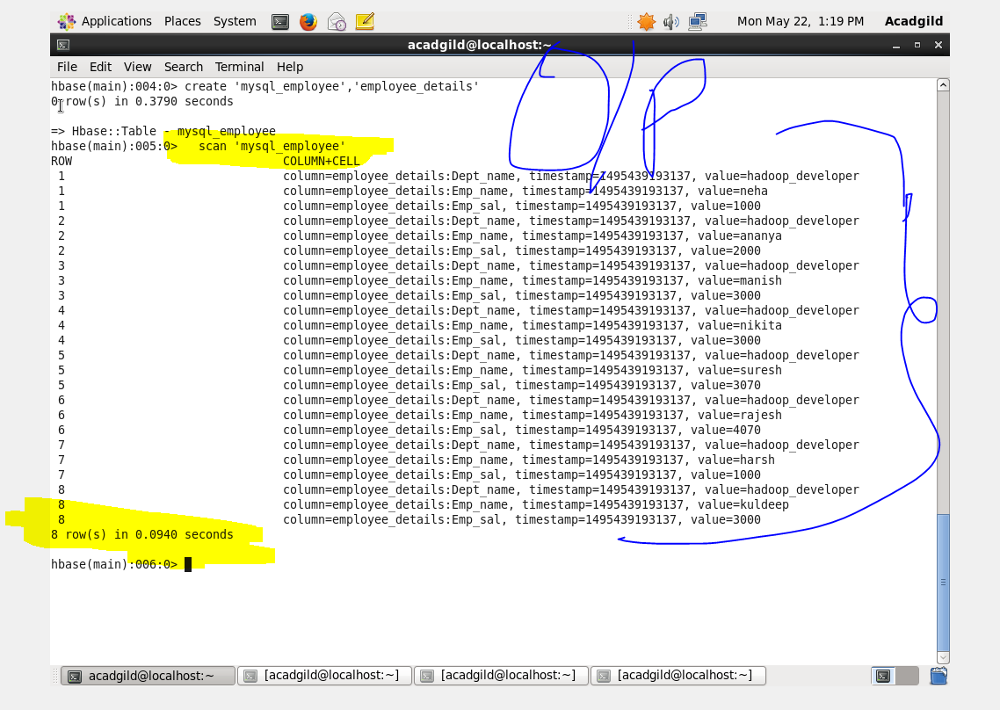 Applications Places System Mon May 22, 1:19 PM Acadgild
acadgild@localhost:~
File Edit View Search Terminal Help
hbase(main):004:0> create 'mysql_employee','employee_details'
0 row(s) in 0.3790 seconds
=> Hbase::Table - mysql_employee
hbase(main):005:0> scan 'mysql_employee'
ROW COLUMN+CELL
1 column=employee_details:Dept_name, timestamp=1495439193137, value=hadoop_developer
1 column=employee_details:Emp_name, timestamp=1495439193137, value=neha
1 column=employee_details:Emp_sal, timestamp=1495439193137, value=1000
2 column=employee_details:Dept_name, timestamp=1495439193137, value=hadoop_developer
2 column=employee_details:Emp_name, timestamp=1495439193137, value=ananya
2 column=employee_details:Emp_sal, timestamp=1495439193137, value=2000
3 column=employee_details:Dept_name, timestamp=1495439193137, value=hadoop_developer
3 column=employee_details:Emp_name, timestamp=1495439193137, value=manish
3 column=employee_details:Emp_sal, timestamp=1495439193137, value=3000
4 column=employee_details:Dept_name, timestamp=1495439193137, value=hadoop_developer
4 column=employee_details:Emp_name, timestamp=1495439193137, value=nikita
4 column=employee_details:Emp_sal, timestamp=1495439193137, value=3000
5 column=employee_details:Dept_name, timestamp=1495439193137, value=hadoop_developer
5 column=employee_details:Emp_name, timestamp=1495439193137, value=suresh
5 column=employee_details:Emp_sal, timestamp=1495439193137, value=3070
6 column=employee_details:Dept_name, timestamp=1495439193137, value=hadoop_developer
6 column=employee_details:Emp_name, timestamp=1495439193137, value=rajesh
6 column=employee_details:Emp_sal, timestamp=1495439193137, value=4070
7 column=employee_details:Dept_name, timestamp=1495439193137, value=hadoop_developer
7 column=employee_details:Emp_name, timestamp=1495439193137, value=harsh
7 column=employee_details:Emp_sal, timestamp=1495439193137, value=1000
8 column=employee_details:Dept_name, timestamp=1495439193137, value=hadoop_developer
8 column=employee_details:Emp_name, timestamp=1495439193137, value=kuldeep
8 column=employee_details:Emp_sal, timestamp=1495439193137, value=3000
8 row(s) in 0.0940 seconds
hbase(main):006:0>
O/P
acadgild@localhost:~ [acadgild@localhost:~] [acadgild@localhost:~] [acadgild@localhost:~]